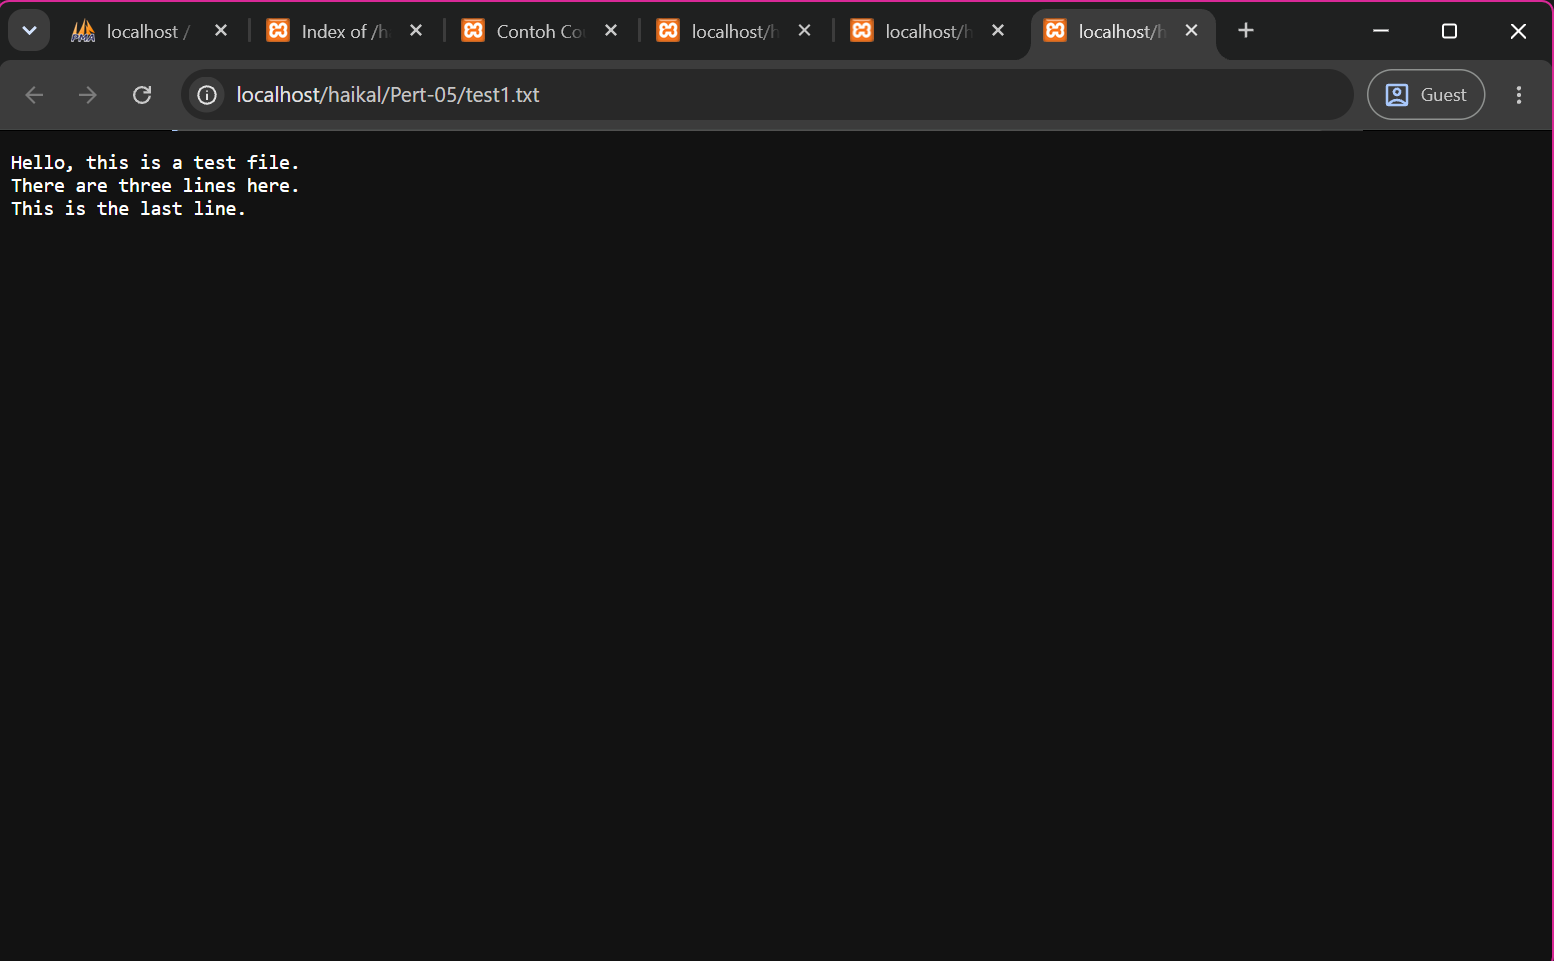 localhost /
Index of /h
Contoh Co
localhost/h
localhost/h
localhost/h
localhost/haikal/Pert-05/test1.txt
Guest
Hello, this is a test file.
There are three lines here.
This is the last line.